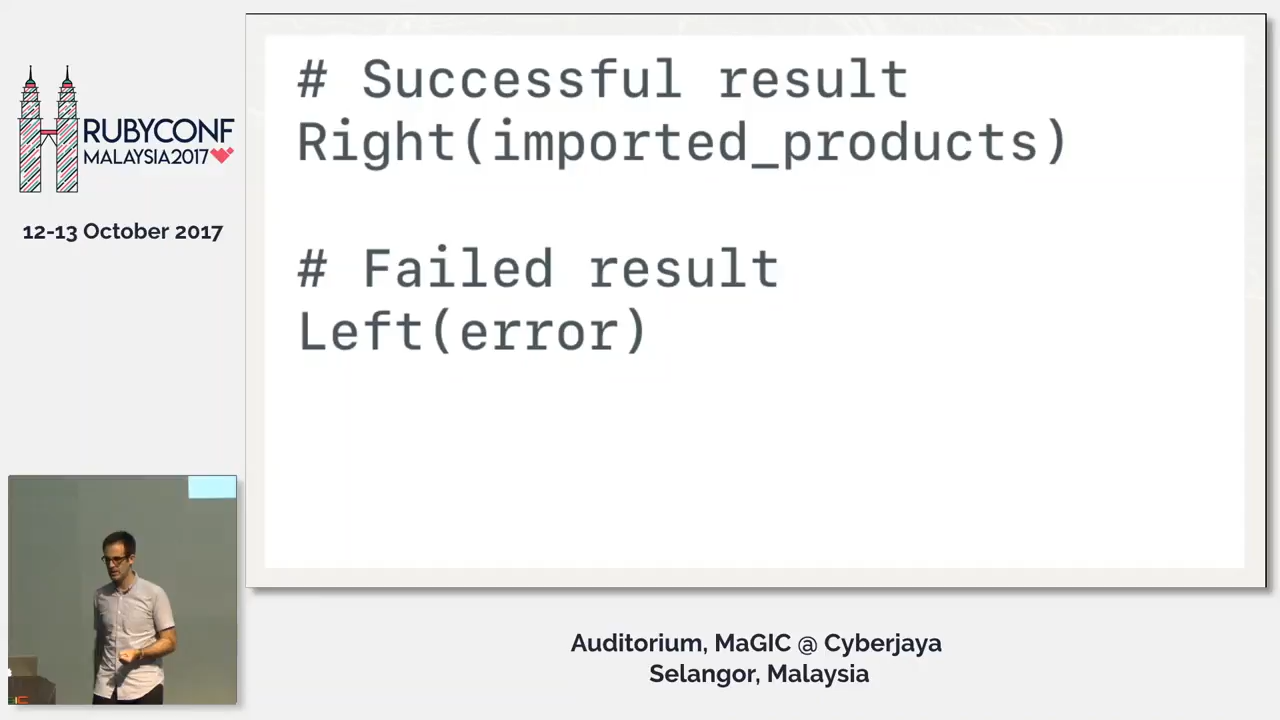 RUBYCONF
MALAYSIA2017
12-13 October 2017
# Successful result
Right(imported_products)
# Failed result
Left(error)
Auditorium, MaGIC @ Cyberjaya
Selangor, Malaysia